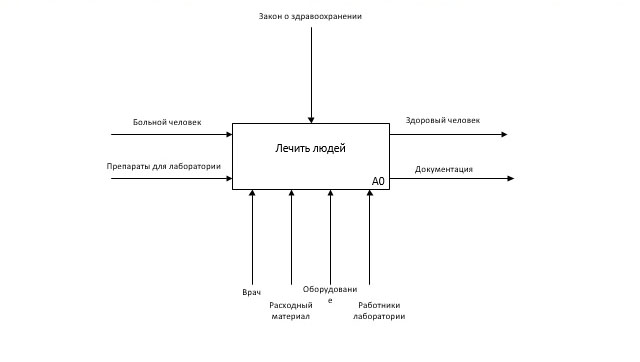 Закон о здравоохранении
Больной человек
Здоровый человек
Лечить людей
Препараты для лаборатории
Документация
A0
Врач
Расходный
материал
Оборудовани
е
Работники
лаборатории